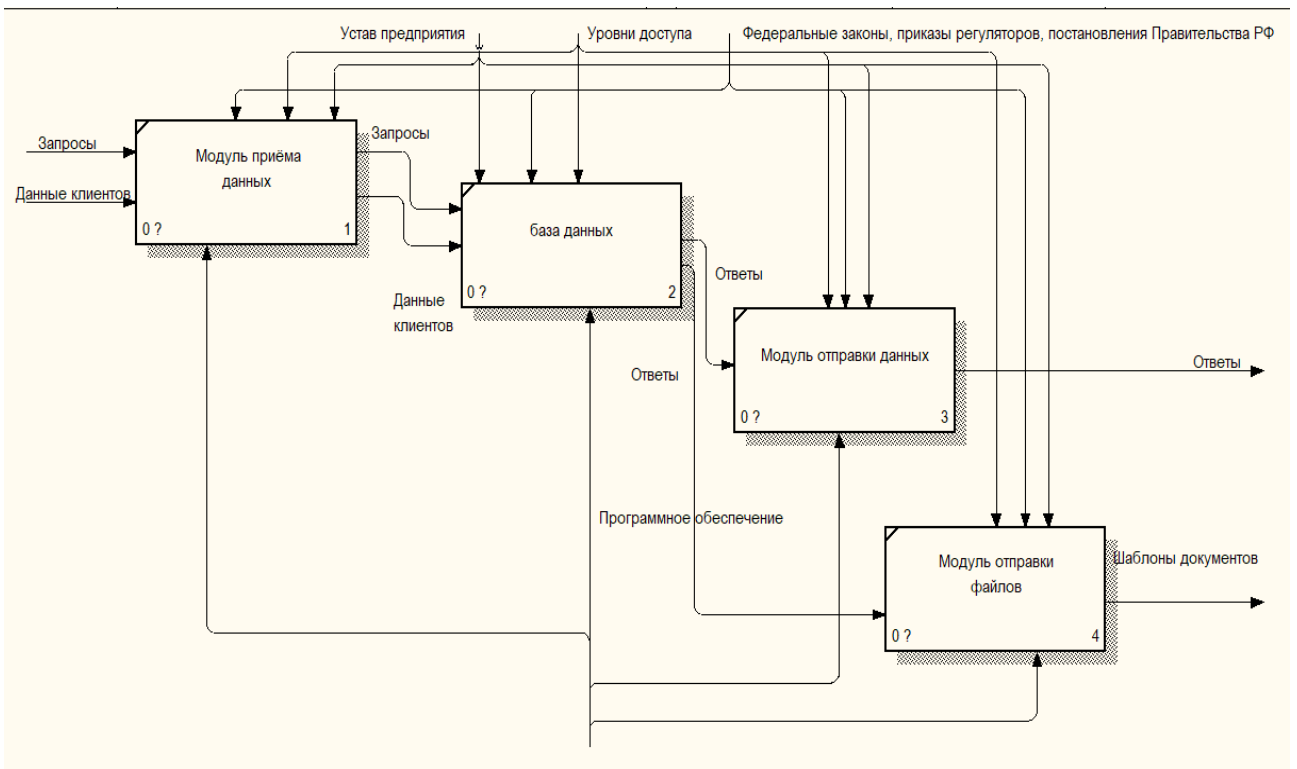 Устав предприятия
Уровни доступа
Федеральные законы, приказы регуляторов, постановления Правительства РФ
Запросы
Данные клиентов
Модуль приёма
данных
0 ?
1
Запросы
Данные
клиентов
база данных
0 ?
2
Ответы
Ответы
Модуль отправки данных
0 ?
3
Ответы
Программное обеспечение
Модуль отправки
файлов
0 ?
4
Шаблоны документов